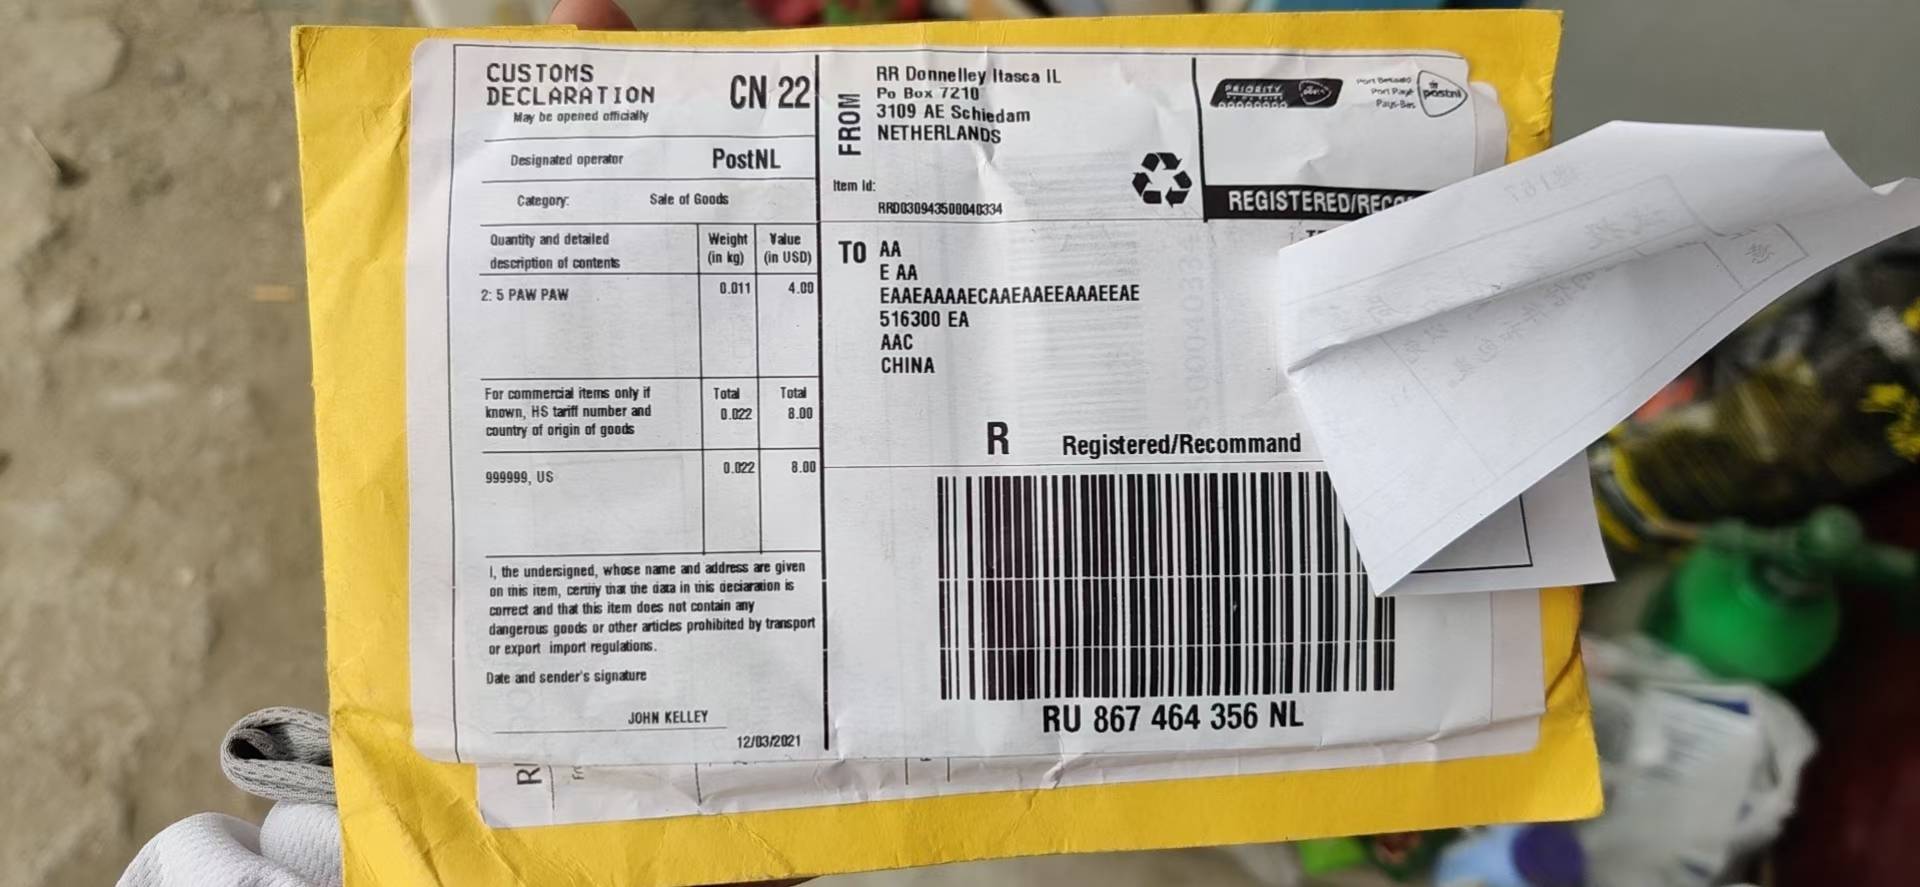 CUSTOMS
DECLARATION
CN 22
May be opened officially
Designated operator
PostNL
Category:
Sale of Goods
Quantity and detailed
description of contents
Weight
(in kg)
Value
(in USD)
2: 5 PAW PAW
0.011
4.00
For commercial items only if
known, HS tariff number and
country of origin of goods
Total
0.022
Total
8.00
999999, US
0.022
8.00
I, the undersigned, whose name and address are given
on this item, certify that the data in this declaration is
correct and that this item does not contain any
dangerous goods or other articles prohibited by transport
or export import regulations.
Date and sender's signature
JOHN KELLEY
12/03/2021
FROM
RR Donnelley Itasca IL
Po Box 7210
3109 AE Schiedam
NETHERLANDS
Item Id:
RRD030943500040334
PRIORITY
Port Betaald
Port Payé
Pays-Bas
postnl
REGISTERED/RECO
TO
AA
E AA
EAAEAAAAECAAEAAEEAAAEEAE
516300 EA
AAC
CHINA
R
Registered/Recommand
RU 867 464 356 NL